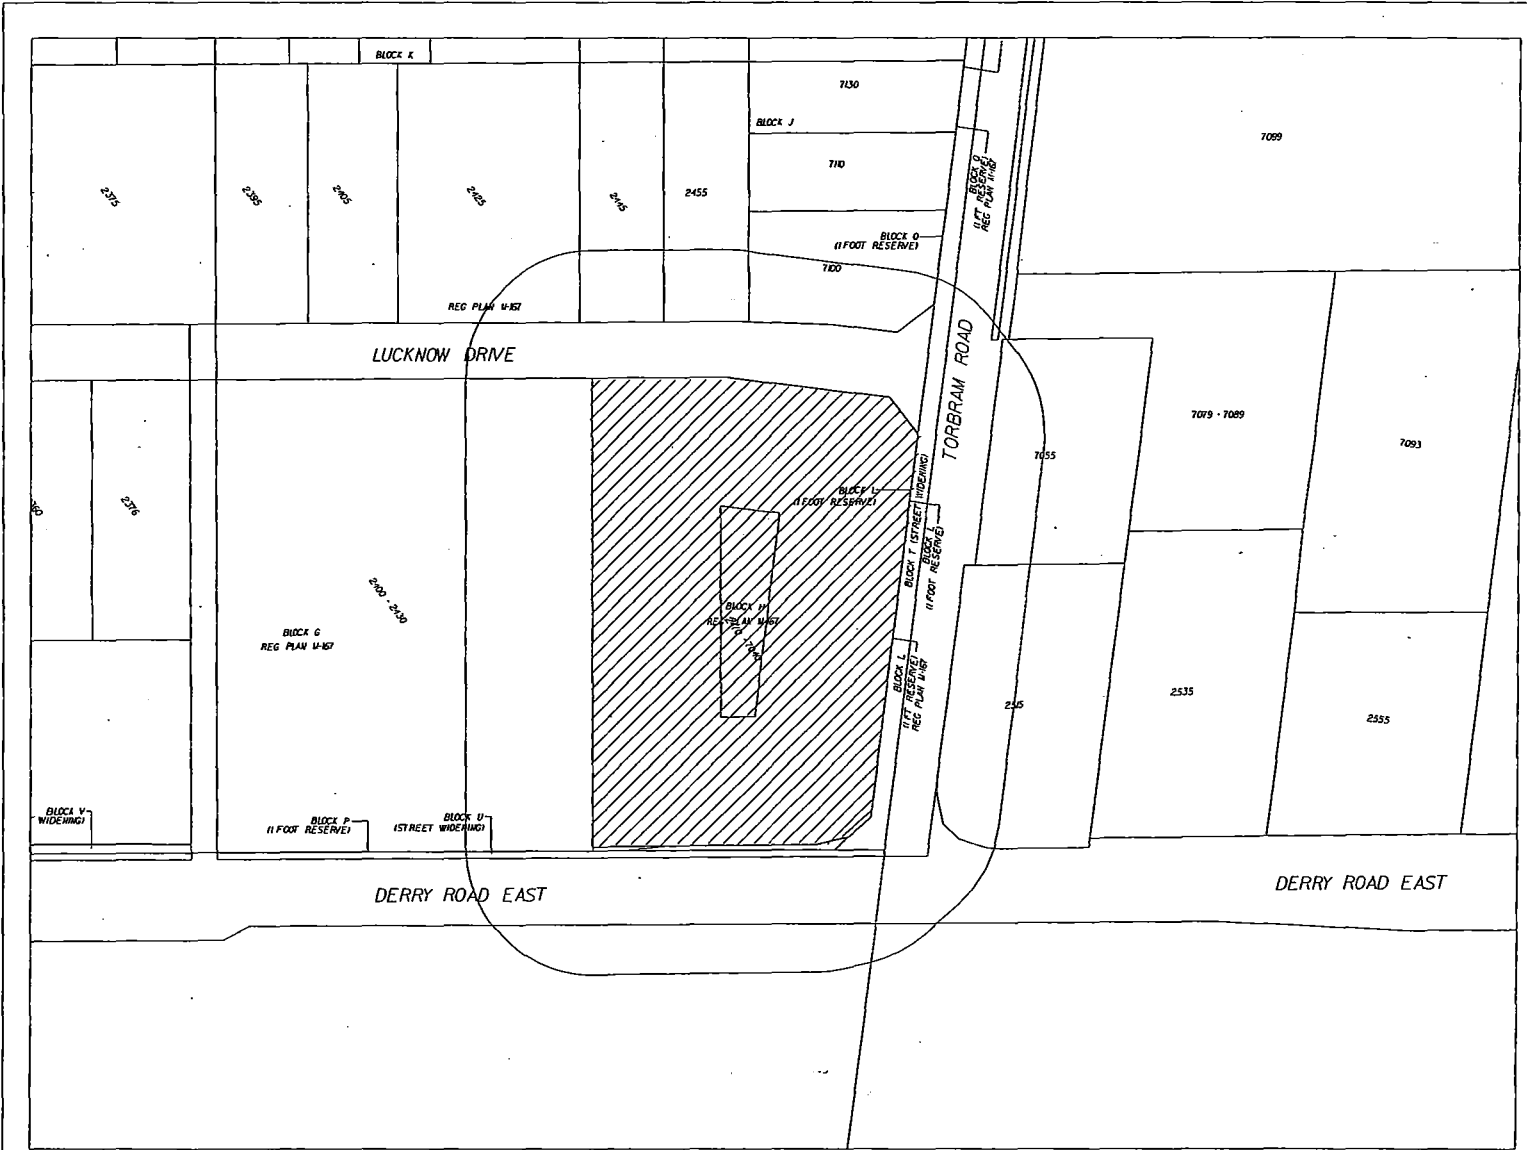 BLOCK K
7130
BLOCK J
7099
7110
2375
2395
2405
2425
2445
2455
BLOCK Q
(1 FT RESERVE)
REG PLAN M-167
BLOCK O
(1 FOOT RESERVE)
7100
REG PLAN M-167
LUCKNOW DRIVE
TORBRAM ROAD
7079 - 7089
7093
7055
2376
BLOCK L
(1 FOOT RESERVE)
BLOCK T (STREET WIDENING)
BLOCK L
(1 FOOT RESERVE)
2400 - 2430
BLOCK G
REG PLAN M-167
BLOCK H
REG PLAN M-167
BLOCK L
(1 FT RESERVE)
REG PLAN M-167
2515
2535
2555
BLOCK V
WIDENING)
BLOCK P
(1 FOOT RESERVE)
BLOCK U
(STREET WIDENING)
DERRY ROAD EAST
DERRY ROAD EAST